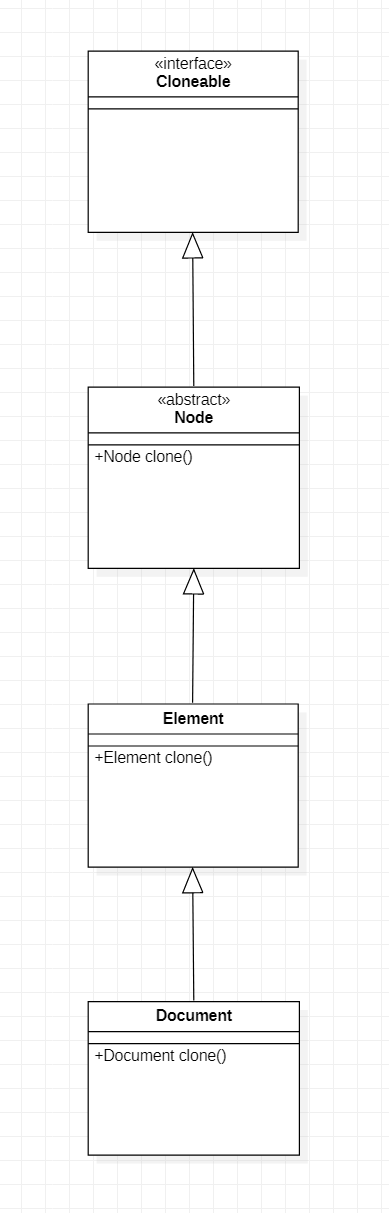 «interface»
Cloneable
«abstract»
Node
+Node clone()
Element
+Element clone()
Document
+Document clone()